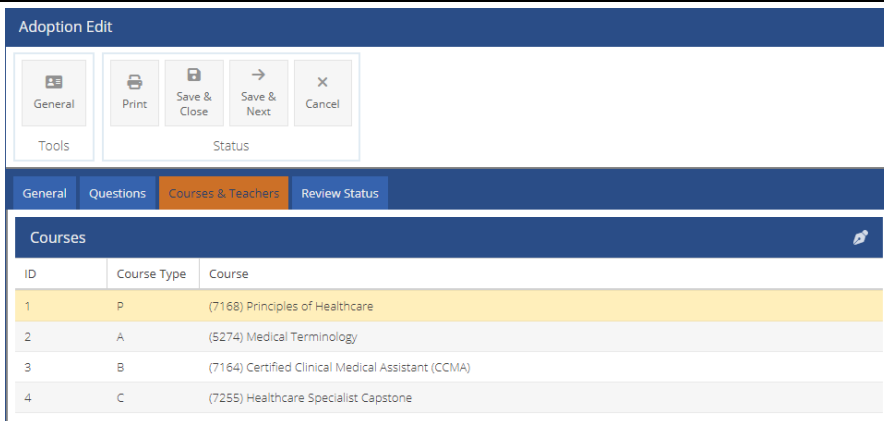 Adoption Edit
General
Print
Save &
Close
Save &
Next
Cancel
Tools
Status
General Questions Courses & Teachers Review Status
Courses
ID Course Type Course
1 P (7168) Principles of Healthcare
2 A (5274) Medical Terminology
3 B (7164) Certified Clinical Medical Assistant (CCMA)
4 C (7255) Healthcare Specialist Capstone